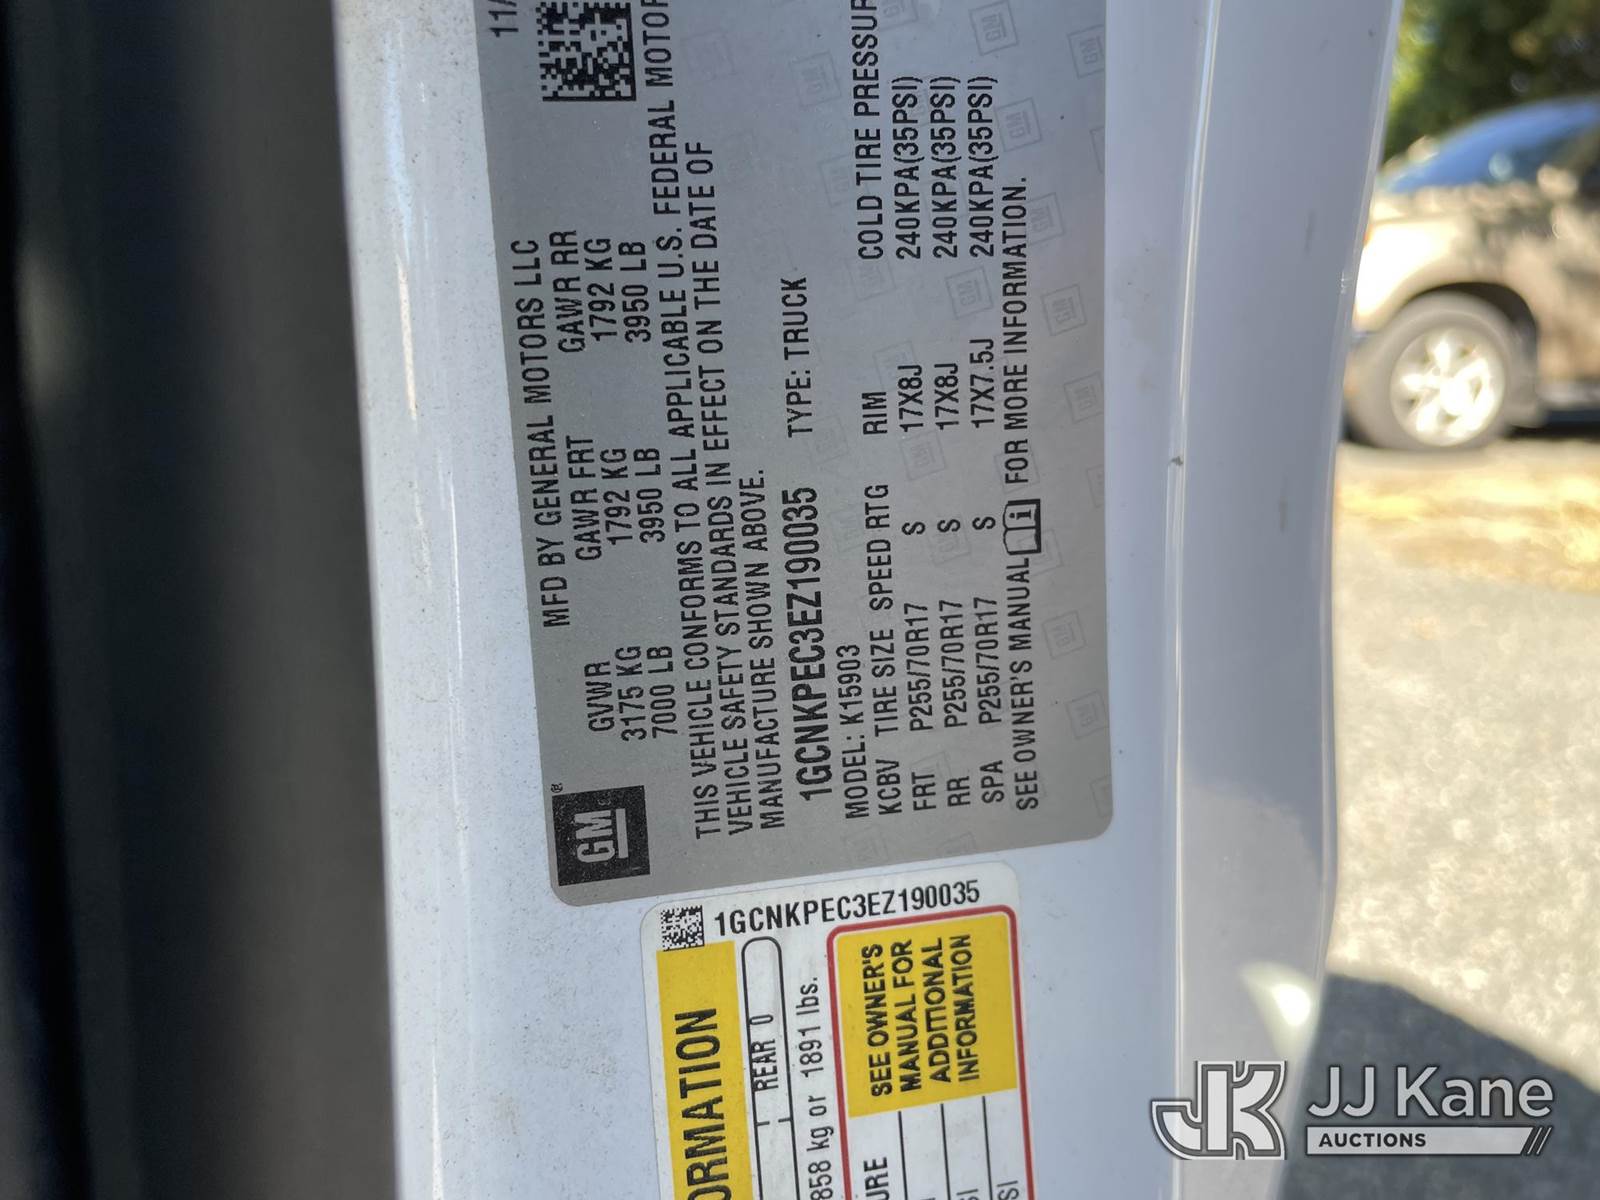 11/
MFD BY GENERAL MOTORS LLC
GVWR GAWR FRT GAWR RR
3175 KG 1792 KG 1792 KG
7000 LB 3950 LB 3950 LB
THIS VEHICLE CONFORMS TO ALL APPLICABLE U.S. FEDERAL MOTOR
VEHICLE SAFETY STANDARDS IN EFFECT ON THE DATE OF
MANUFACTURE SHOWN ABOVE.
1GCNKPEC3EZ190035 TYPE: TRUCK
MODEL: K15903
KCBV TIRE SIZE SPEED RTG RIM COLD TIRE PRESSUR
FRT P255/70R17 S 17X8J 240KPA(35PSI)
RR P255/70R17 S 17X8J 240KPA(35PSI)
SPA P255/70R17 S 17X7.5J 240KPA(35PSI)
SEE OWNER'S MANUAL i FOR MORE INFORMATION.
GM®
1GCNKPEC3EZ190035
ORMATION
REAR 0
858 kg or 1891 lbs.
URE
SEE OWNER'S
MANUAL FOR
ADDITIONAL
INFORMATION
SI
SI
JK JJ Kane
AUCTIONS